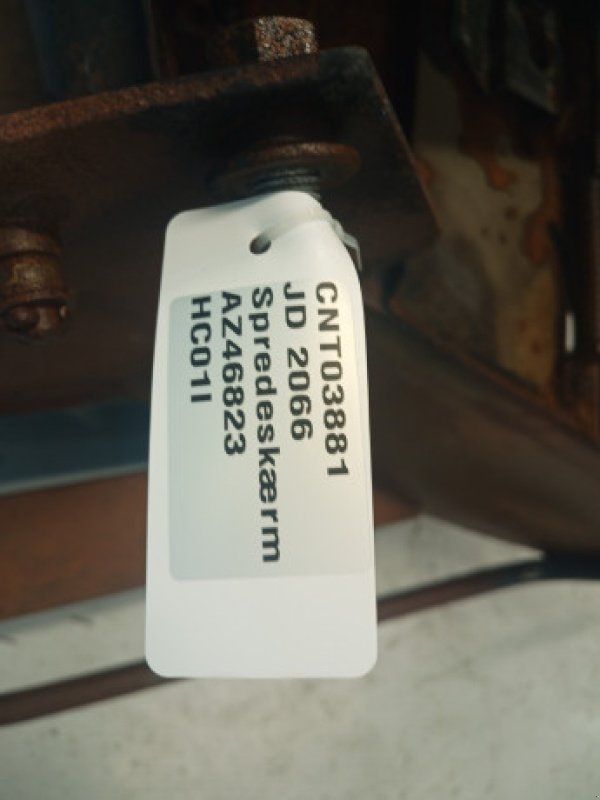 CNT03881
JD 2066
Spredeskærm
AZ46823
HC01I